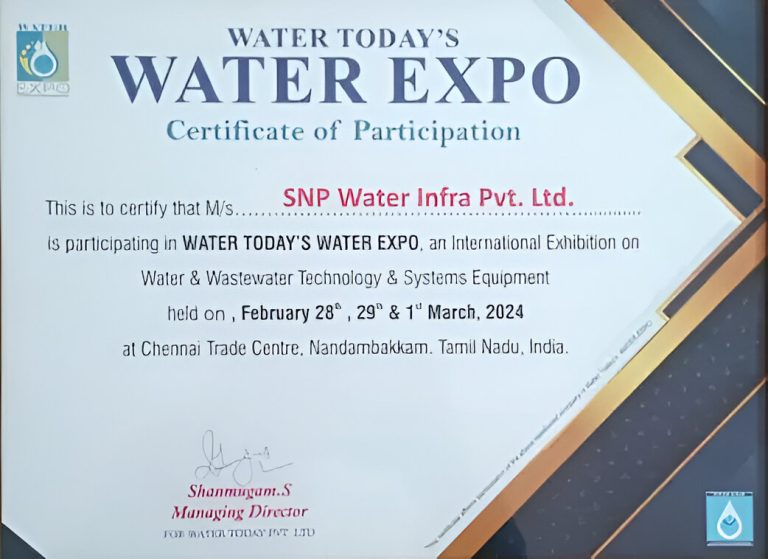 WATER
EXPO
WATER TODAY'S
WATER EXPO
Certificate of Participation
This is to certify that M/s. SNP Water Infra Pvt. Ltd.
is participating in WATER TODAY'S WATER EXPO, an International Exhibition on
Water & Wastewater Technology & Systems Equipment
held on , February 28th , 29th & 1st March, 2024
at Chennai Trade Centre, Nandambakkam. Tamil Nadu, India.
Shanmugam.S
Managing Director
FOR WATER TODAY PVT LTD